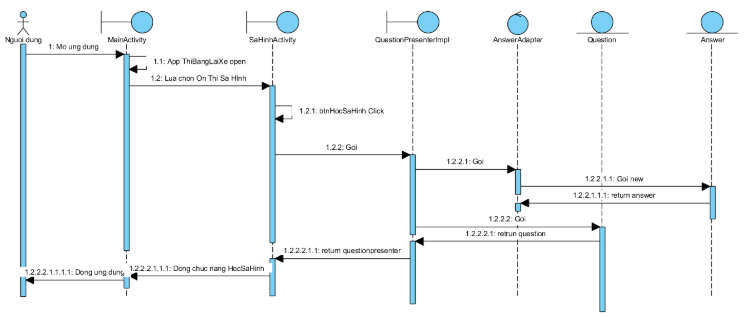 Nguoi dung
MainActivity
SaHinhActivity
QuestionPresenterImpl
AnswerAdapter
Question
Answer
1: Mo ung dung
1.1: App ThiBangLaiXe open
1.2: Lua chon On Thi Sa HInh
1.2.1: btnHocSaHinh Click
1.2.2: Goi
1.2.2.1: Goi
1.2.2.1.1: Goi new
1.2.2.1.1.1: return answer
1.2.2.2: Goi
1.2.2.2.1: retrun question
1.2.2.2.1.1: return questionpresenter
1.2.2.2.1.1.1: Dong chuc nang HocSaHinh
1.2.2.2.1.1.1.1: Dong ung dung